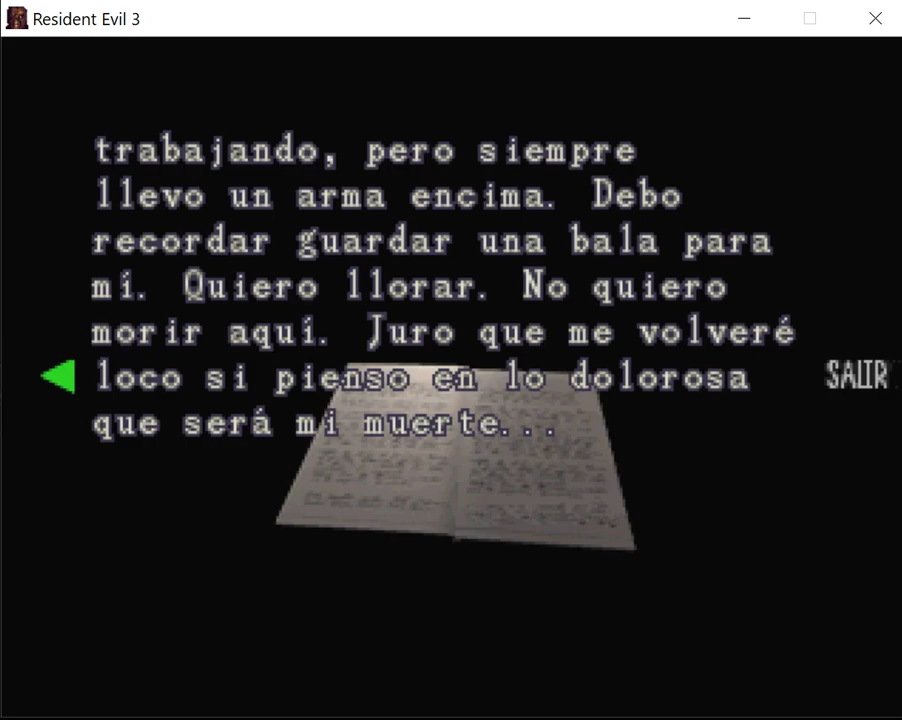 Resident Evil 3
trabajando, pero siempre
llevo un arma encima. Debo
recordar guardar una bala para
mí. Quiero llorar. No quiero
morir aquí. Juro que me volveré
loco si pienso en lo dolorosa
que será mi muerte...
SALIR